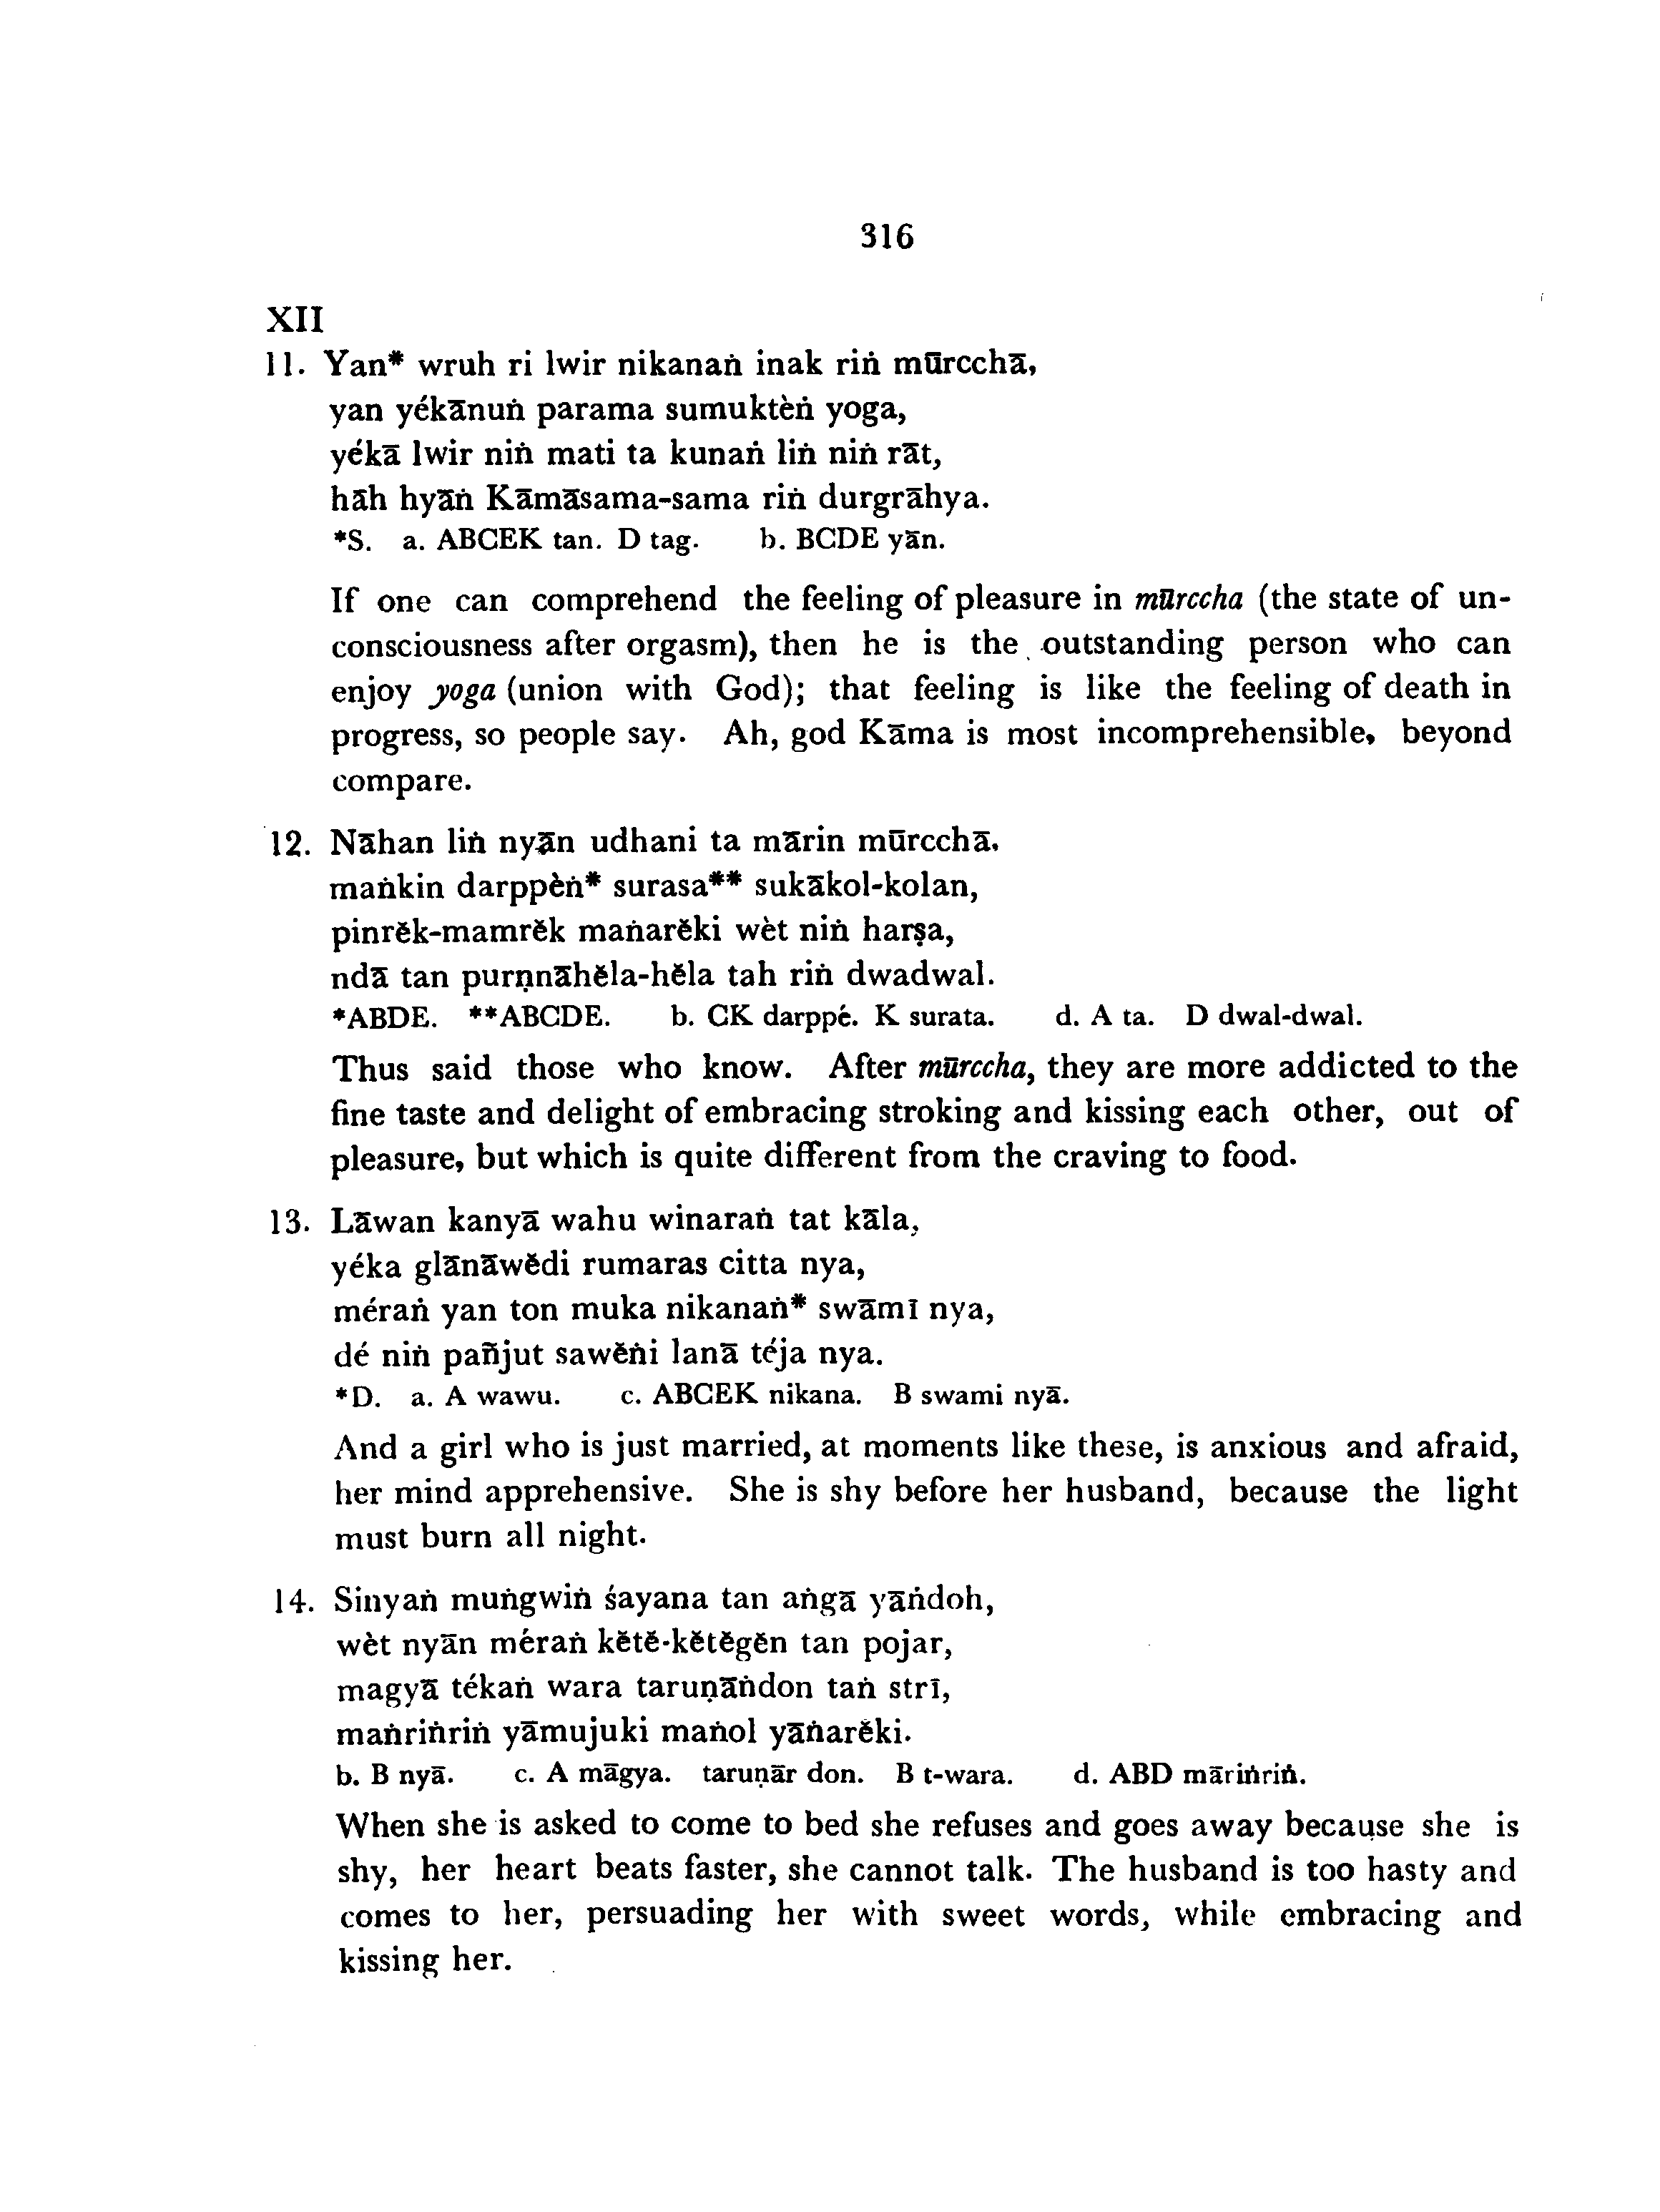 316
XII
11. Yan* wruh ri lwir nikanaṅ inak riṅ mūrcchā,
yan yékānuṅ parama sumuktèṅ yoga,
yékā lwir niṅ mati ta kunaṅ liṅ niṅ rāt,
hāh hyāṅ Kāmāsama-sama riṅ durgrāhya.
*S. a. ABCEK tan. D tag. b. BCDE yān.
If one can comprehend the feeling of pleasure in mūrccha (the state of un-
consciousness after orgasm), then he is the outstanding person who can
enjoy yoga (union with God); that feeling is like the feeling of death in
progress, so people say. Ah, god Kāma is most incomprehensible, beyond
compare.
12. Nāhan liṅ nyān udhani ta mārin mūrcchā,
maṅkin darppèṅ* surasa** sukākol-kolan,
pinrĕk-mamrĕk maṅarĕki wèt niṅ harṣa,
ndā tan purṇnāhĕla-hĕla tah riṅ dwadwal.
*ABDE. **ABCDE. b. CK darppé. K surata. d. A ta. D dwal-dwal.
Thus said those who know. After mūrccha, they are more addicted to the
fine taste and delight of embracing stroking and kissing each other, out of
pleasure, but which is quite different from the craving to food.
13. Lāwan kanyā wahu winaraṅ tat kāla,
yéka glānāwĕdi rumaras citta nya,
méraṅ yan ton muka nikanaṅ* swāmī nya,
dé niṅ pañjut sawĕṅi lanā téja nya.
*D. a. A wawu. c. ABCEK nikana. B swami nyā.
And a girl who is just married, at moments like these, is anxious and afraid,
her mind apprehensive. She is shy before her husband, because the light
must burn all night.
14. Sinyaṅ muṅgwiṅ śayana tan aṅgā yāṅdoh,
wèt nyān méraṅ kĕtĕ-kĕtĕgĕn tan pojar,
magyā tékaṅ wara taruṇāṅdon taṅ strī,
maṅriṅriṅ yāmujuki maṅol yāṅarĕki.
b. B nyā. c. A māgya. taruṇār don. B t-wara. d. ABD māriṅriṅ.
When she is asked to come to bed she refuses and goes away because she is
shy, her heart beats faster, she cannot talk. The husband is too hasty and
comes to her, persuading her with sweet words, while embracing and
kissing her.